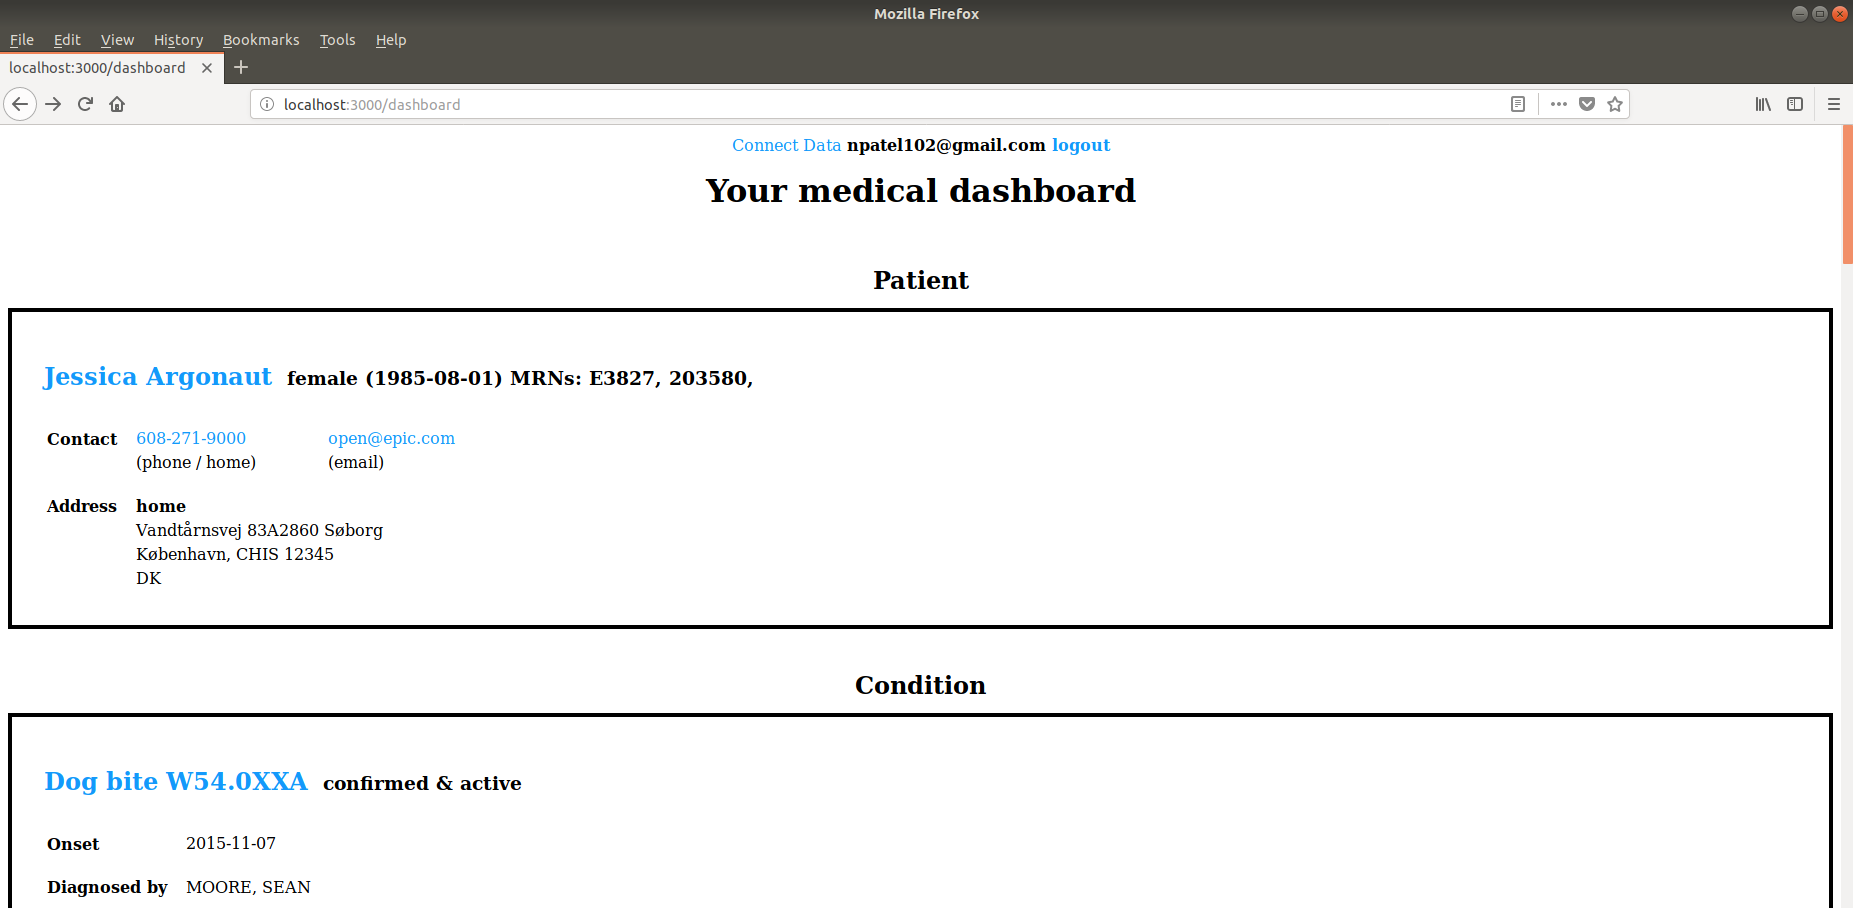 Mozilla Firefox
File Edit View History Bookmarks Tools Help
localhost:3000/dashboard
localhost:3000/dashboard
Connect Data npatel102@gmail.com logout
Your medical dashboard
Patient
Jessica Argonaut female (1985-08-01) MRNs: E3827, 203580,
Contact 608-271-9000 open@epic.com
(phone / home) (email)
Address home
Vandtårnsvej 83A2860 Søborg
København, CHIS 12345
DK
Condition
Dog bite W54.0XXA confirmed & active
Onset 2015-11-07
Diagnosed by MOORE, SEAN